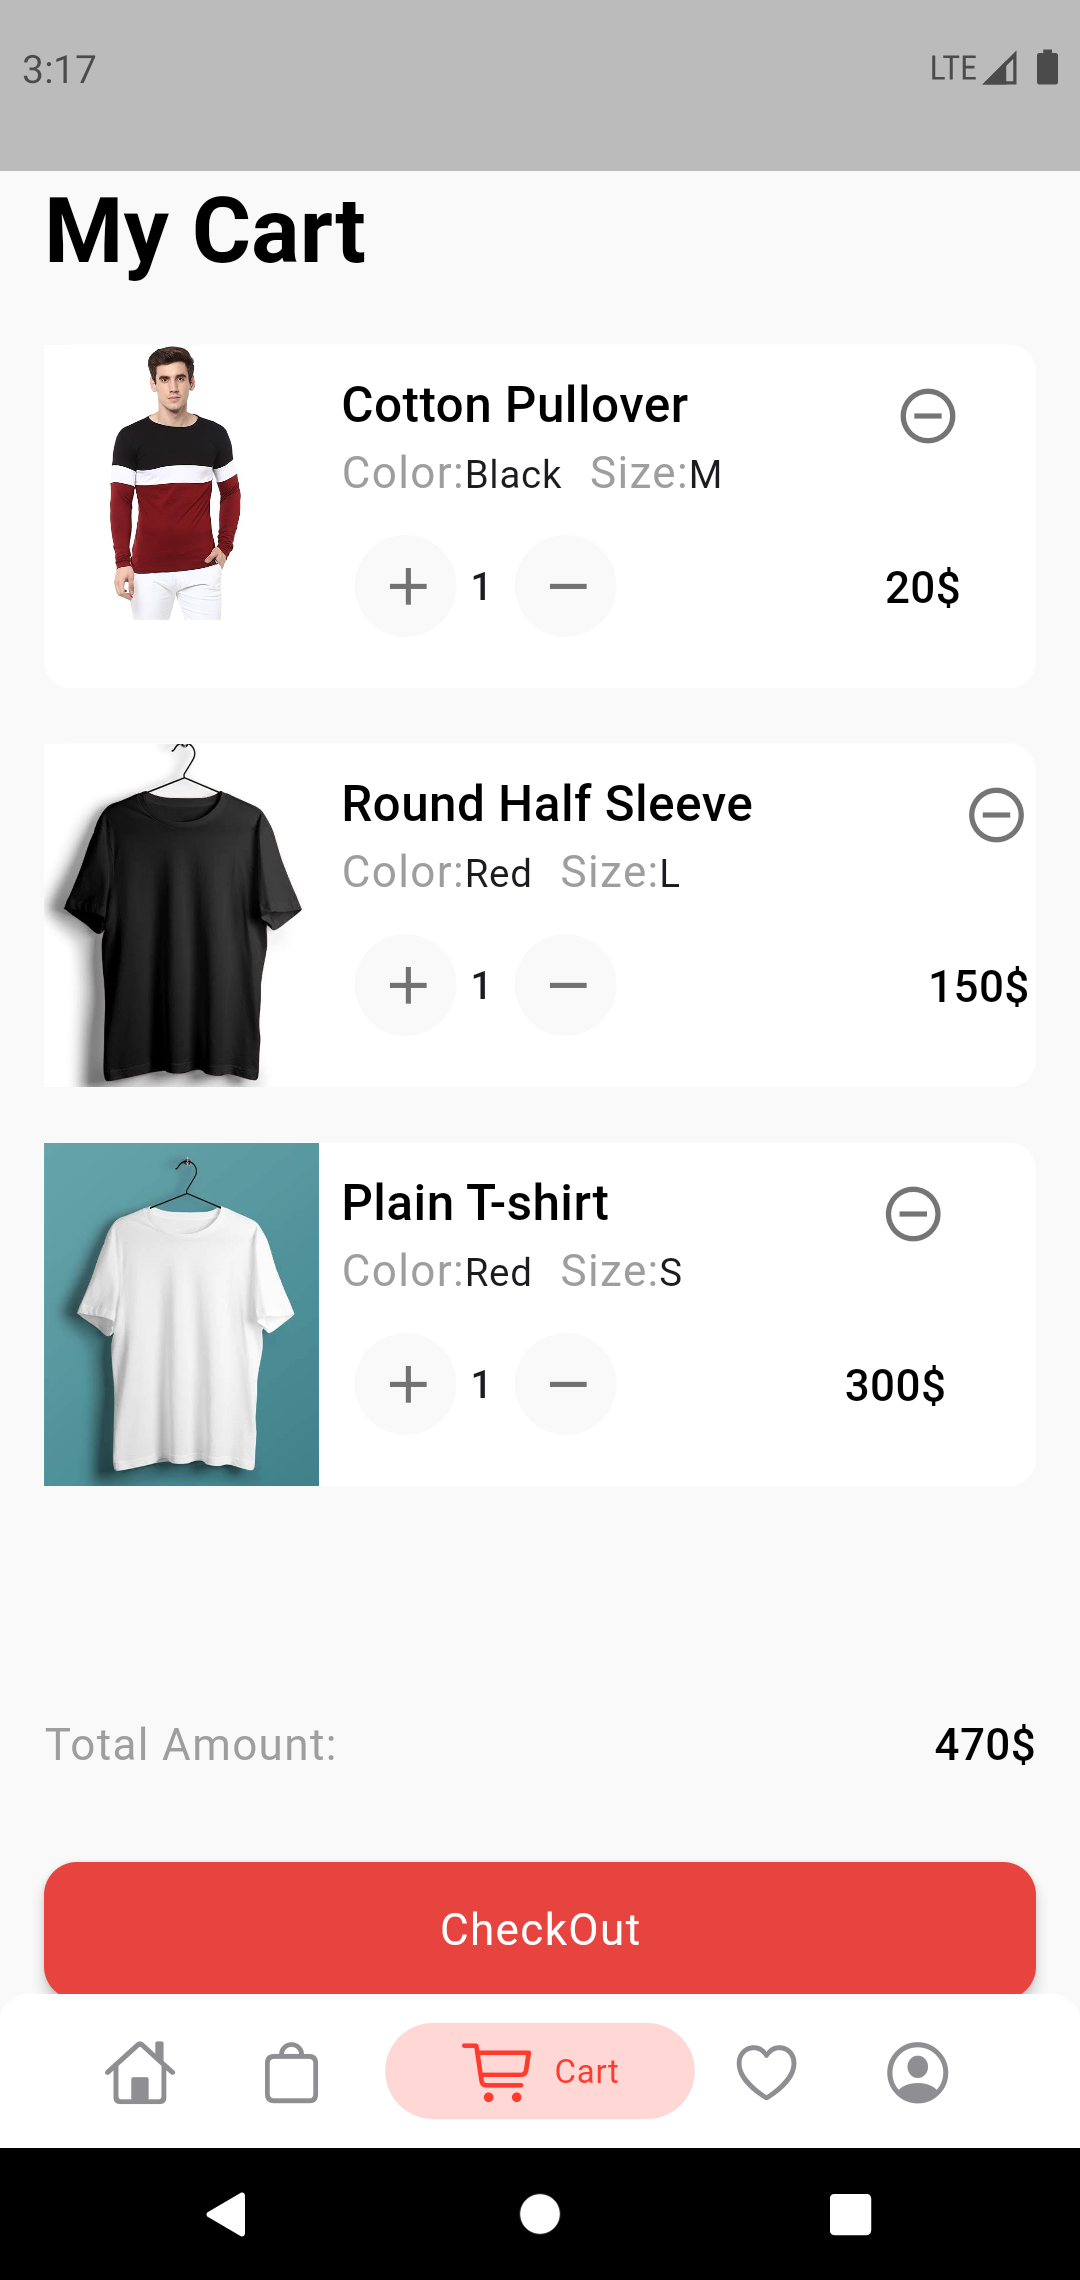 3:17 LTE
My Cart
Cotton Pullover
Color:Black Size:M
1 20$
Round Half Sleeve
Color:Red Size:L
1 150$
Plain T-shirt
Color:Red Size:S
1 300$
Total Amount: 470$
CheckOut
Cart